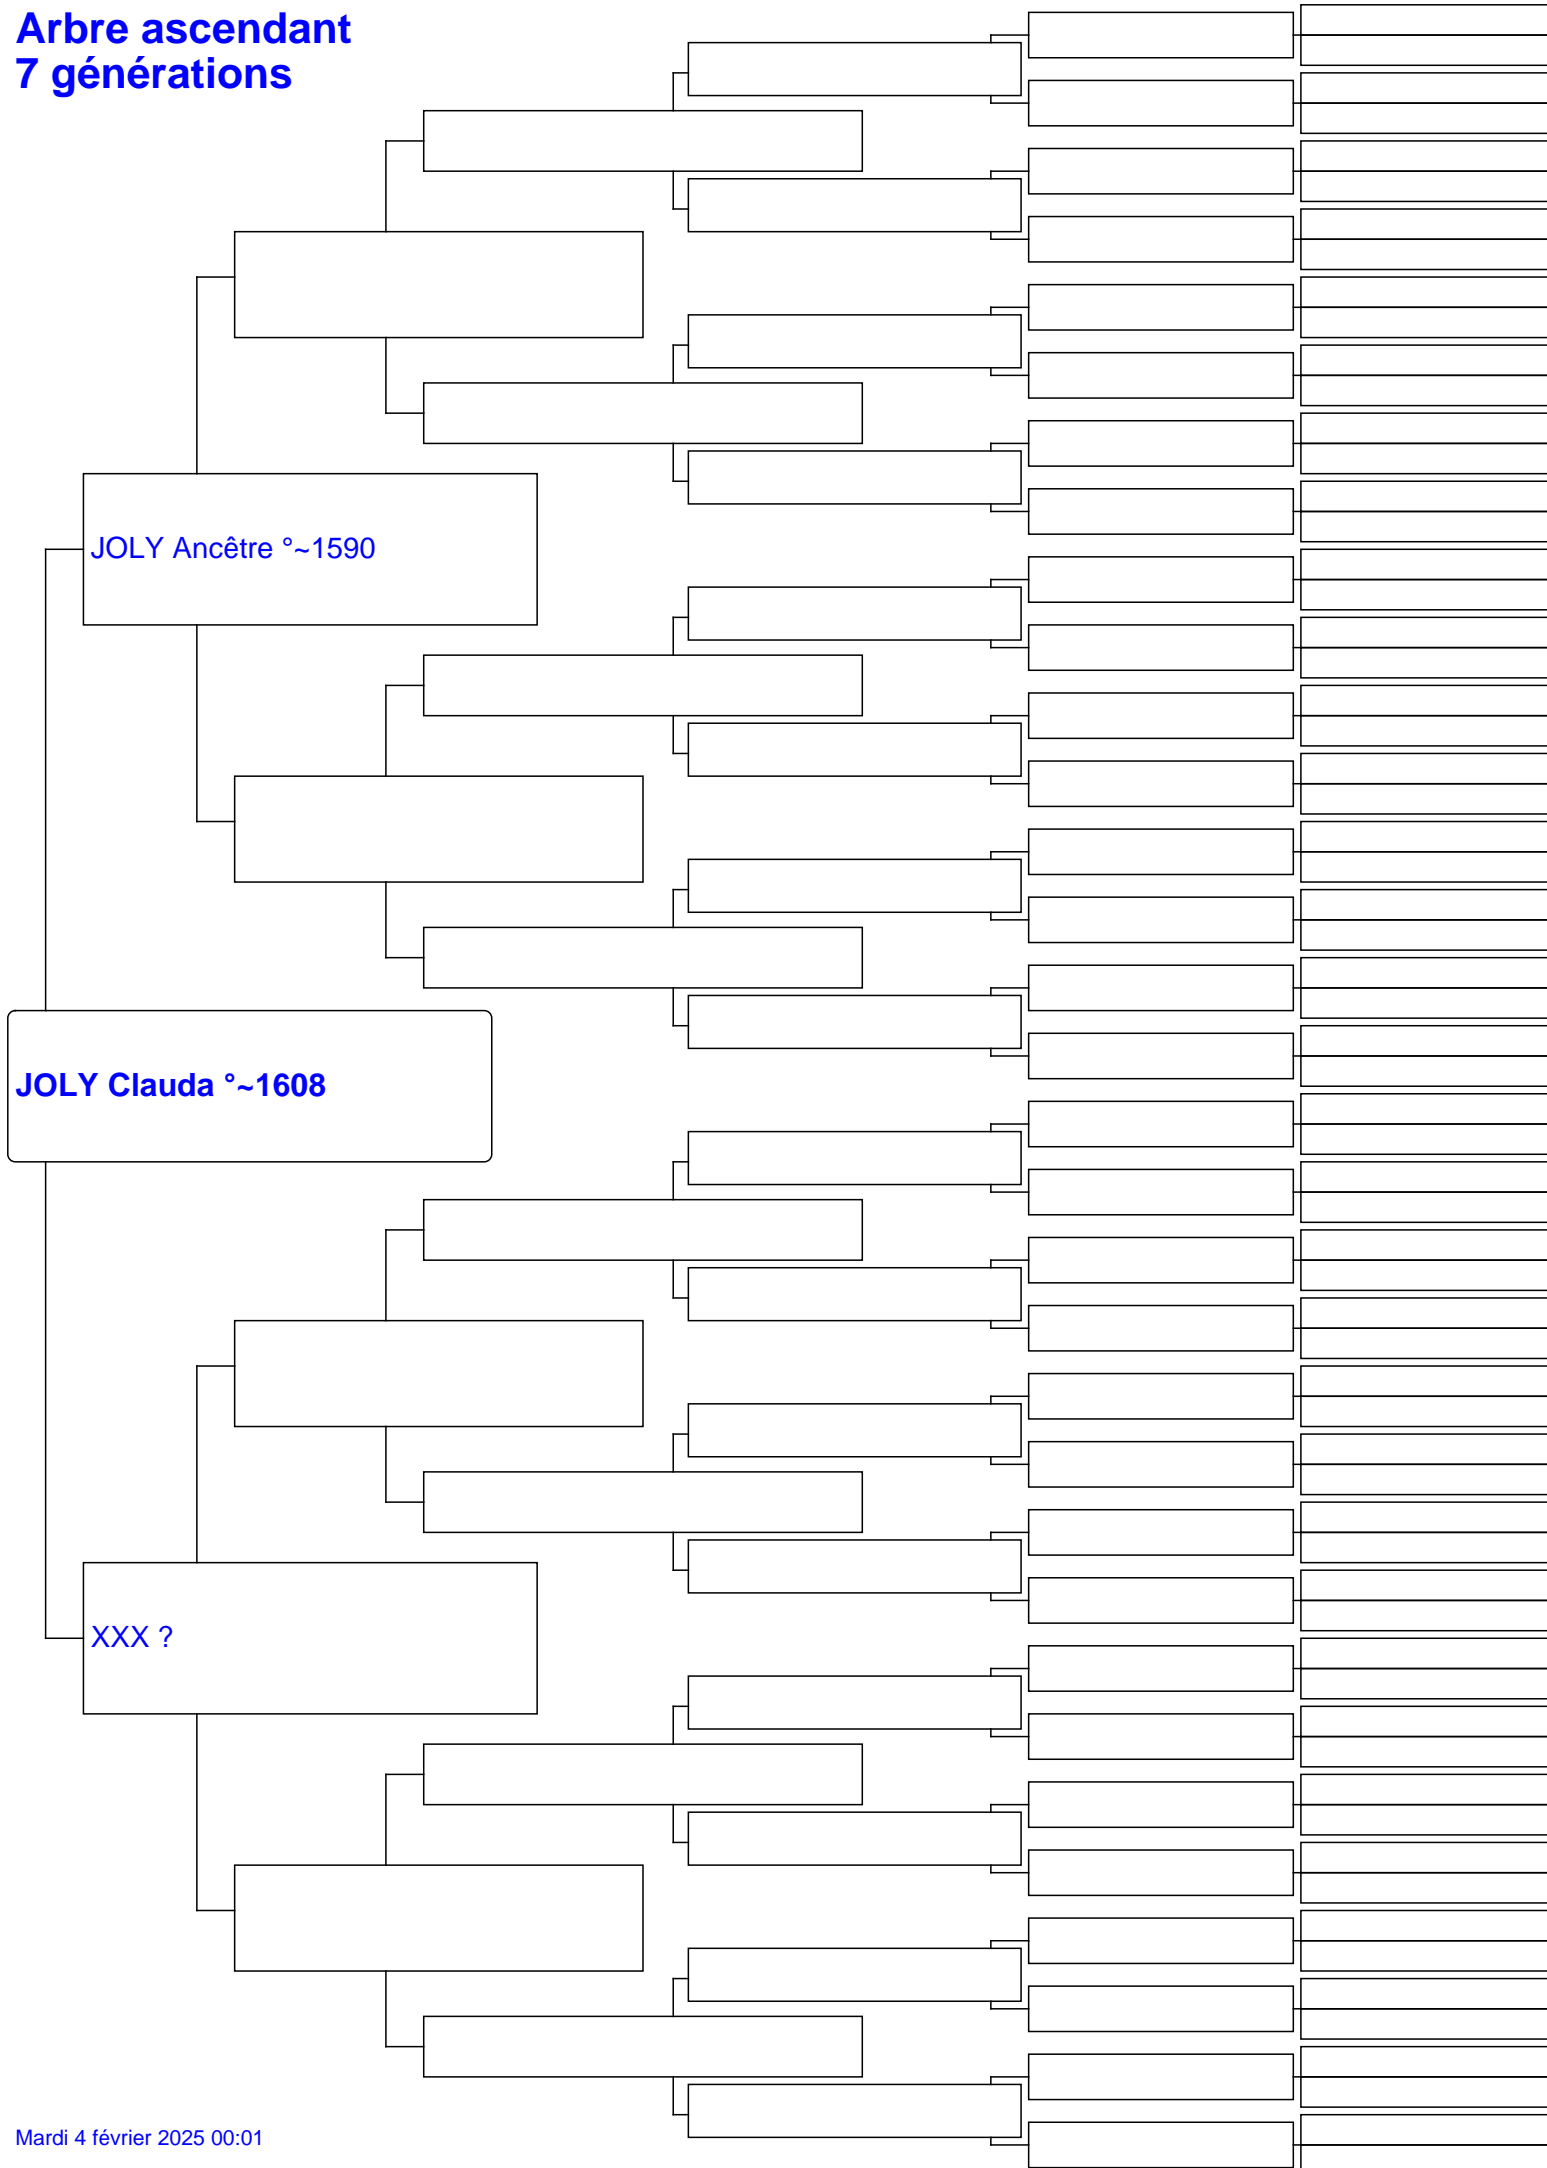 Arbre ascendant
7 générations
JOLY Ancêtre °~1590
JOLY Clauda °~1608
XXX ?
Mardi 4 février 2025 00:01